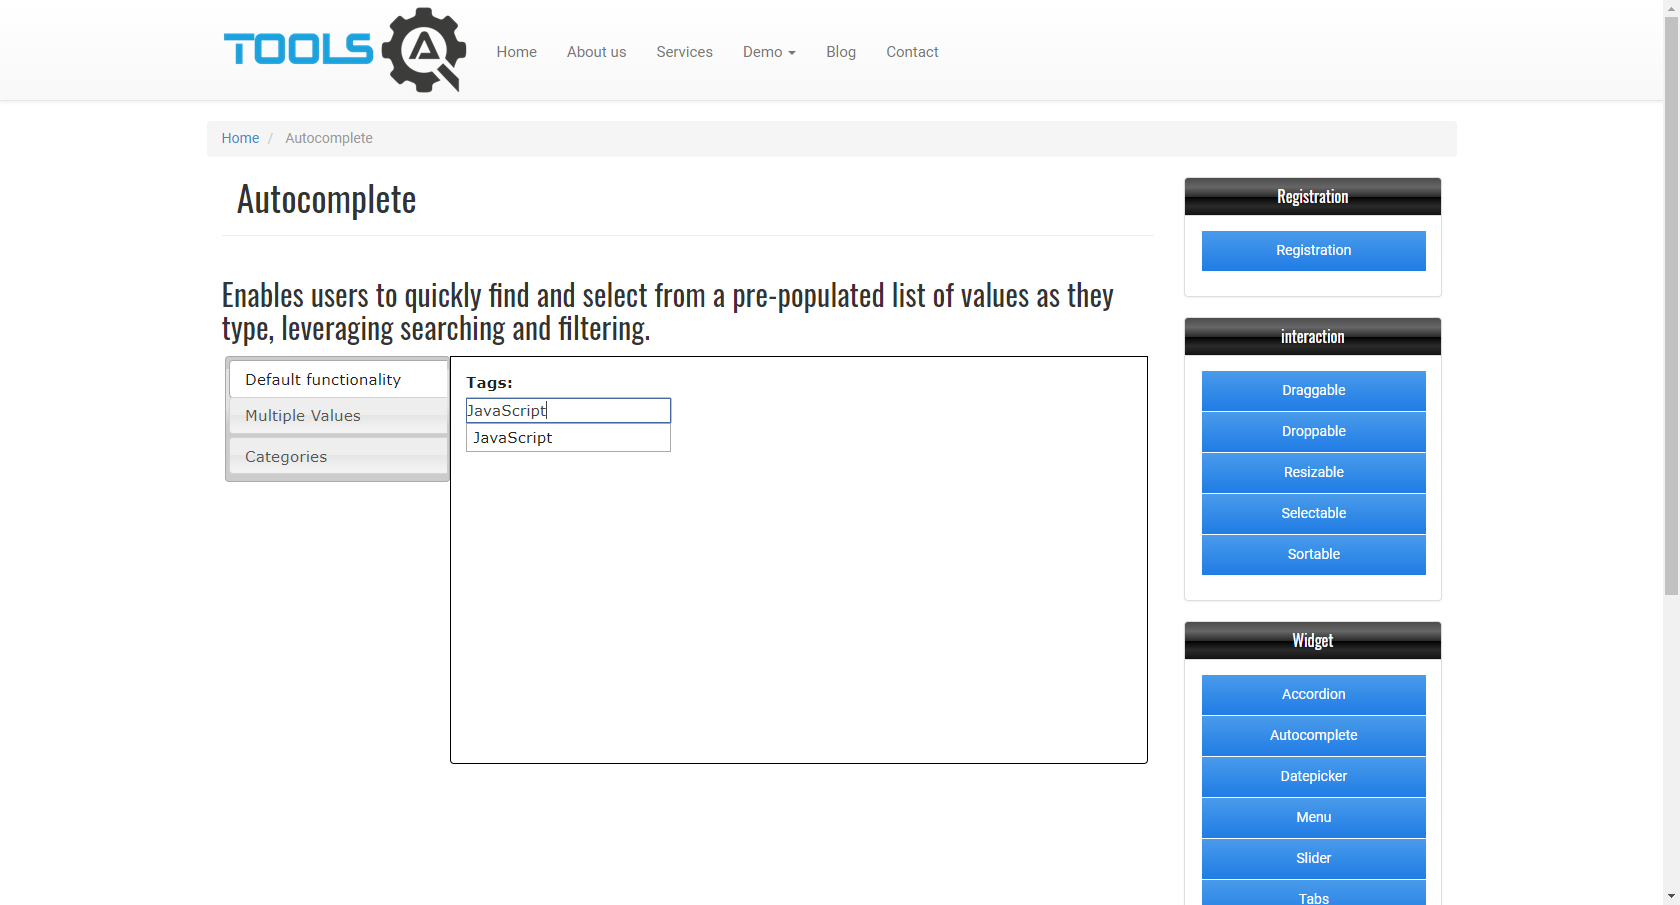 TOOLS QA
Home About us Services Demo Blog Contact
Home / Autocomplete
Autocomplete
Enables users to quickly find and select from a pre-populated list of values as they
type, leveraging searching and filtering.
Default functionality
Multiple Values
Categories
Tags:
JavaScript
JavaScript
Registration
Registration
interaction
Draggable
Droppable
Resizable
Selectable
Sortable
Widget
Accordion
Autocomplete
Datepicker
Menu
Slider
Tabs